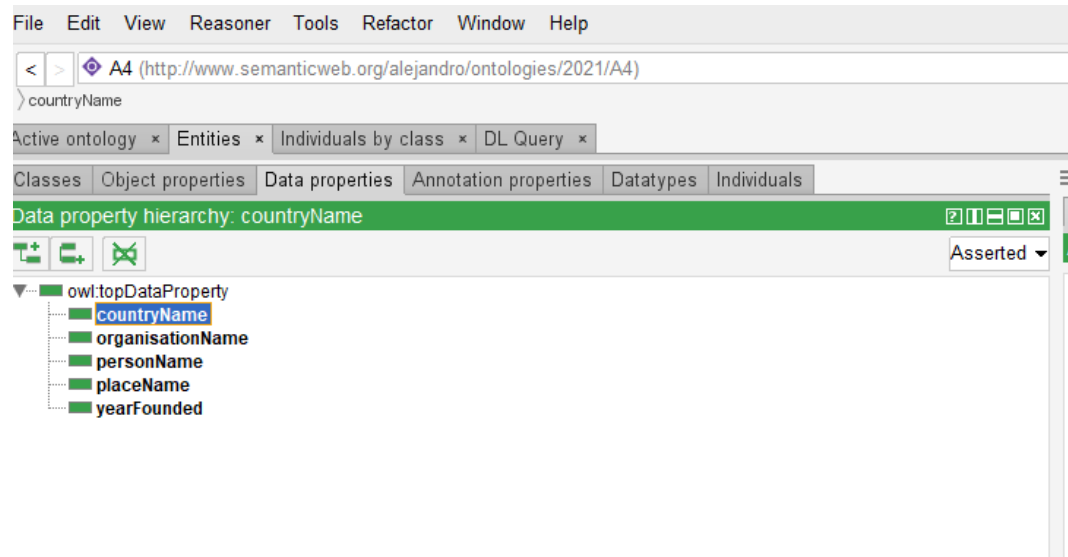 File Edit View Reasoner Tools Refactor Window Help
< > A4 (http://www.semanticweb.org/alejandro/ontologies/2021/A4)
countryName
Active ontology × Entities × Individuals by class × DL Query ×
Classes Object properties Data properties Annotation properties Datatypes Individuals
Data property hierarchy: countryName
Asserted
owl:topDataProperty
countryName
organisationName
personName
placeName
yearFounded